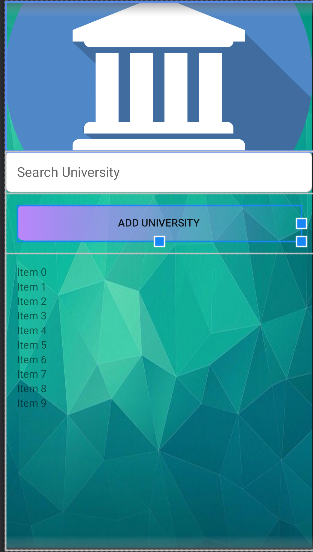 Search University
ADD UNIVERSITY
Item 0
Item 1
Item 2
Item 3
Item 4
Item 5
Item 6
Item 7
Item 8
Item 9